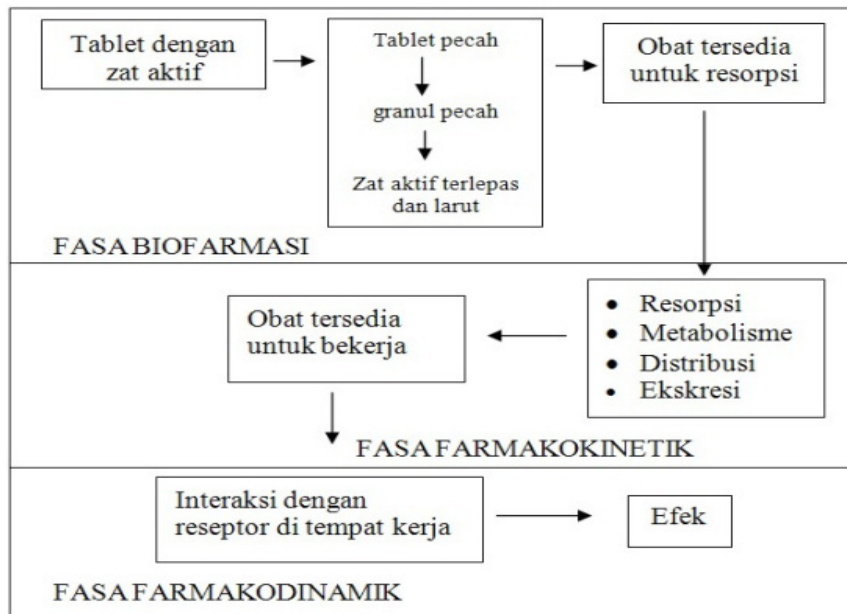 Tablet dengan
zat aktif
Tablet pecah
granul pecah
Zat aktif terlepas
dan larut
Obat tersedia
untuk resorpsi
FASA BIOFARMASI
Resorpsi
Metabolisme
Distribusi
Ekskresi
Obat tersedia
untuk bekerja
FASA FARMAKOKINETIK
Interaksi dengan
reseptor di tempat kerja
Efek
FASA FARMAKODINAMIK